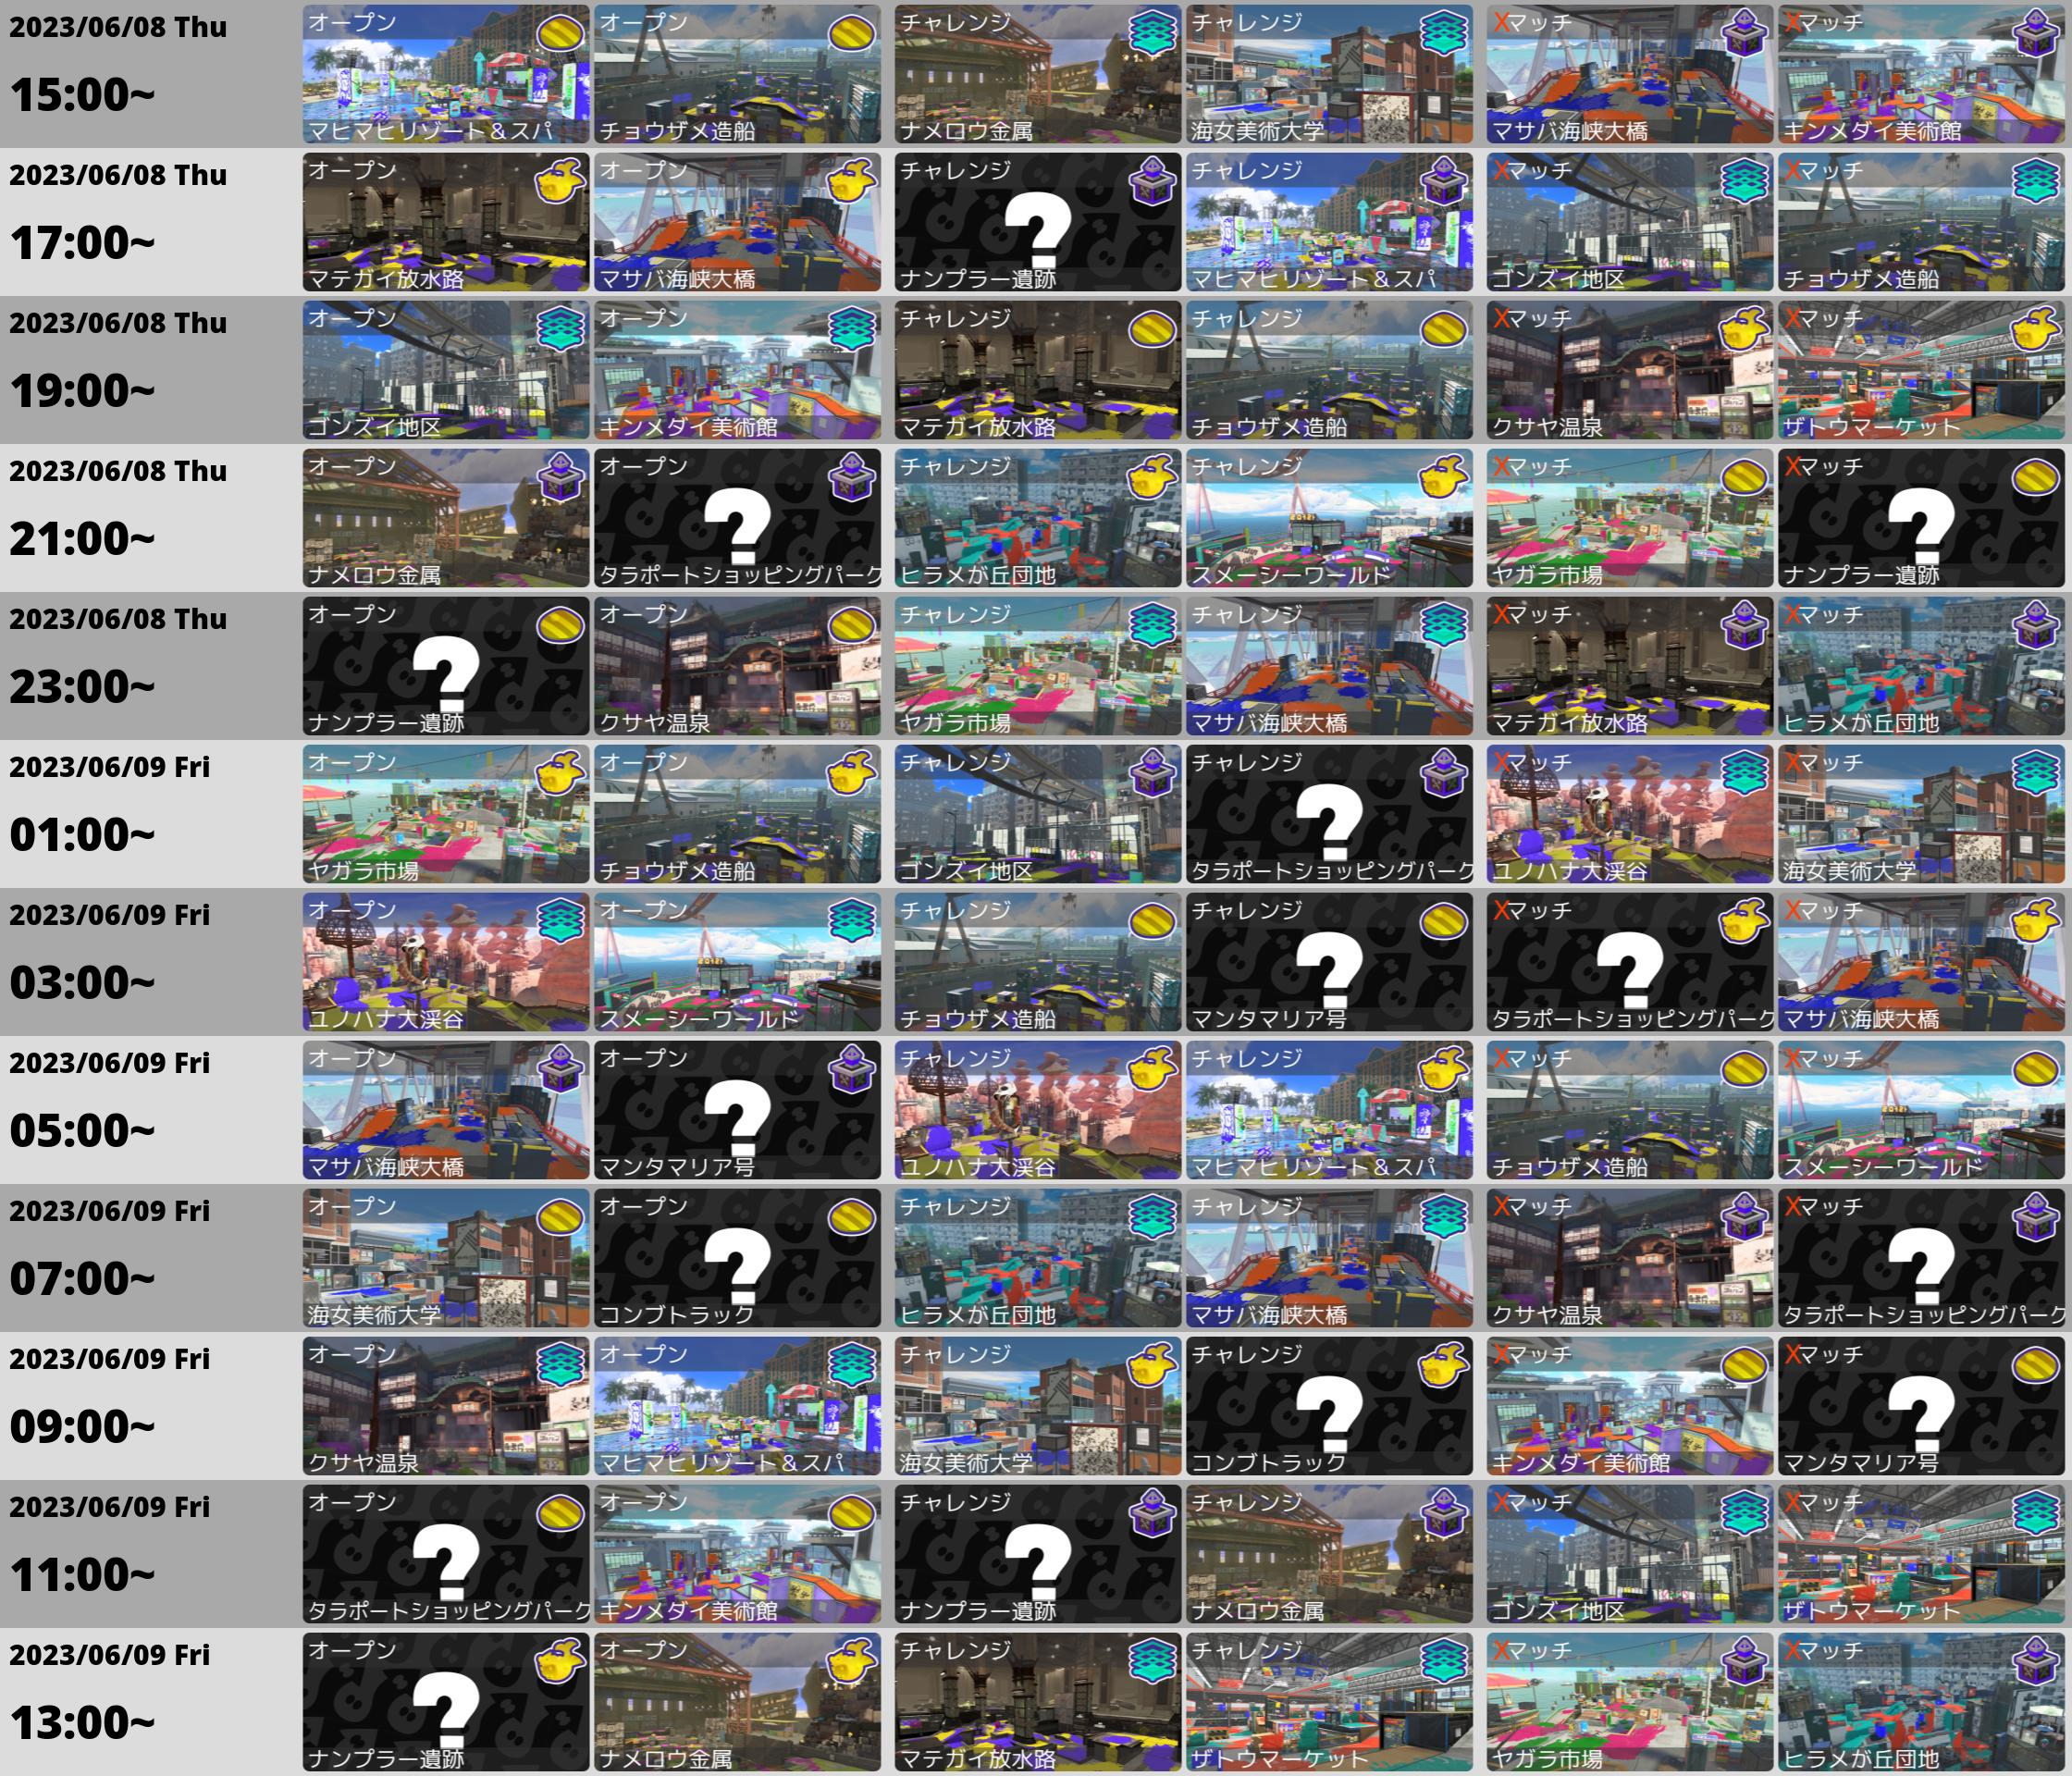 2023/06/08 Thu
15:00~
オープン
マヒマヒリゾート＆スパ
オープン
チョウザメ造船
チャレンジ
ナメロウ金属
チャレンジ
海女美術大学
Xマッチ
マサバ海峡大橋
Xマッチ
キンメダイ美術館
2023/06/08 Thu
17:00~
オープン
マテガイ放水路
オープン
マサバ海峡大橋
チャレンジ
?
ナンプラー遺跡
チャレンジ
マヒマヒリゾート＆スパ
Xマッチ
ゴンズイ地区
Xマッチ
チョウザメ造船
2023/06/08 Thu
19:00~
オープン
ゴンズイ地区
オープン
キンメダイ美術館
チャレンジ
マテガイ放水路
チャレンジ
チョウザメ造船
Xマッチ
クサヤ温泉
Xマッチ
ザトウマーケット
2023/06/08 Thu
21:00~
オープン
ナメロウ金属
オープン
?
タラポートショッピングパーク
チャレンジ
ヒラメが丘団地
チャレンジ
スメーシーワールド
Xマッチ
ヤガラ市場
Xマッチ
?
ナンプラー遺跡
2023/06/08 Thu
23:00~
オープン
?
ナンプラー遺跡
オープン
クサヤ温泉
チャレンジ
ヤガラ市場
チャレンジ
マサバ海峡大橋
Xマッチ
マテガイ放水路
Xマッチ
ヒラメが丘団地
2023/06/09 Fri
01:00~
オープン
ヤガラ市場
オープン
チョウザメ造船
チャレンジ
ゴンズイ地区
チャレンジ
?
タラポートショッピングパーク
Xマッチ
ユノハナ大渓谷
Xマッチ
海女美術大学
2023/06/09 Fri
03:00~
オープン
ユノハナ大渓谷
オープン
スメーシーワールド
チャレンジ
チョウザメ造船
チャレンジ
?
マンタマリア号
Xマッチ
?
タラポートショッピングパーク
Xマッチ
マサバ海峡大橋
2023/06/09 Fri
05:00~
オープン
マサバ海峡大橋
オープン
?
マンタマリア号
チャレンジ
ユノハナ大渓谷
チャレンジ
マヒマヒリゾート＆スパ
Xマッチ
チョウザメ造船
Xマッチ
スメーシーワールド
2023/06/09 Fri
07:00~
オープン
海女美術大学
オープン
?
コンブトラック
チャレンジ
ヒラメが丘団地
チャレンジ
マサバ海峡大橋
Xマッチ
クサヤ温泉
Xマッチ
?
タラポートショッピングパーク
2023/06/09 Fri
09:00~
オープン
クサヤ温泉
オープン
マヒマヒリゾート＆スパ
チャレンジ
海女美術大学
チャレンジ
?
コンブトラック
Xマッチ
キンメダイ美術館
Xマッチ
?
マンタマリア号
2023/06/09 Fri
11:00~
オープン
?
タラポートショッピングパーク
オープン
キンメダイ美術館
チャレンジ
?
ナンプラー遺跡
チャレンジ
ナメロウ金属
Xマッチ
ゴンズイ地区
Xマッチ
ザトウマーケット
2023/06/09 Fri
13:00~
オープン
?
ナンプラー遺跡
オープン
ナメロウ金属
チャレンジ
マテガイ放水路
チャレンジ
ザトウマーケット
Xマッチ
ヤガラ市場
Xマッチ
ヒラメが丘団地